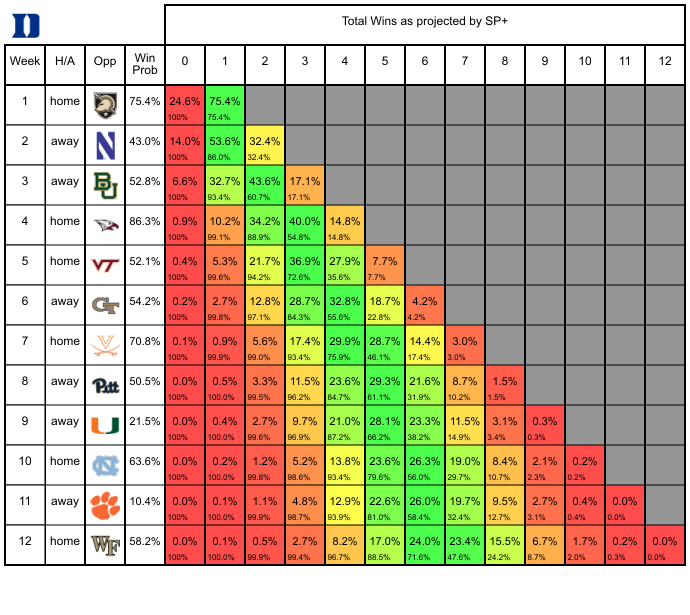 D
Total Wins as projected by SP+
Week H/A Opp Win Prob 0 1 2 3 4 5 6 7 8 9 10 11 12
1 home 75.4% 24.6% 75.4%
100% 75.4%
2 away N 43.0% 14.0% 53.6% 32.4%
100% 86.0% 32.4%
3 away BU 52.8% 6.6% 32.7% 43.6% 17.1%
100% 93.4% 60.7% 17.1%
4 home 86.3% 0.9% 10.2% 34.2% 40.0% 14.8%
100% 99.1% 88.9% 54.8% 14.8%
5 home VT 52.1% 0.4% 5.3% 21.7% 36.9% 27.9% 7.7%
100% 99.6% 94.2% 72.6% 35.6% 7.7%
6 away GT 54.2% 0.2% 2.7% 12.8% 28.7% 32.8% 18.7% 4.2%
100% 99.8% 97.1% 84.3% 55.6% 22.8% 4.2%
7 home V 70.8% 0.1% 0.9% 5.6% 17.4% 29.9% 28.7% 14.4% 3.0%
100% 99.9% 99.0% 93.4% 75.9% 46.1% 17.4% 3.0%
8 away Pitt 50.5% 0.0% 0.5% 3.3% 11.5% 23.6% 29.3% 21.6% 8.7% 1.5%
100% 100.0% 99.5% 96.2% 84.7% 61.1% 31.9% 10.2% 1.5%
9 away U 21.5% 0.0% 0.4% 2.7% 9.7% 21.0% 28.1% 23.3% 11.5% 3.1% 0.3%
100% 100.0% 99.6% 96.9% 87.2% 66.2% 38.2% 14.9% 3.4% 0.3%
10 home NC 63.6% 0.0% 0.2% 1.2% 5.2% 13.8% 23.6% 26.3% 19.0% 8.4% 2.1% 0.2%
100% 100.0% 99.8% 98.6% 93.4% 79.6% 56.0% 29.7% 10.7% 2.3% 0.2%
11 away 10.4% 0.0% 0.1% 1.1% 4.8% 12.9% 22.6% 26.0% 19.7% 9.5% 2.7% 0.4% 0.0%
100% 100.0% 99.9% 98.7% 93.9% 81.0% 58.4% 32.4% 12.7% 3.1% 0.4% 0.0%
12 home WF 58.2% 0.0% 0.1% 0.5% 2.7% 8.2% 17.0% 24.0% 23.4% 15.5% 6.7% 1.7% 0.2% 0.0%
100% 100.0% 99.9% 99.4% 96.7% 88.5% 71.6% 47.6% 24.2% 8.7% 2.0% 0.3% 0.0%